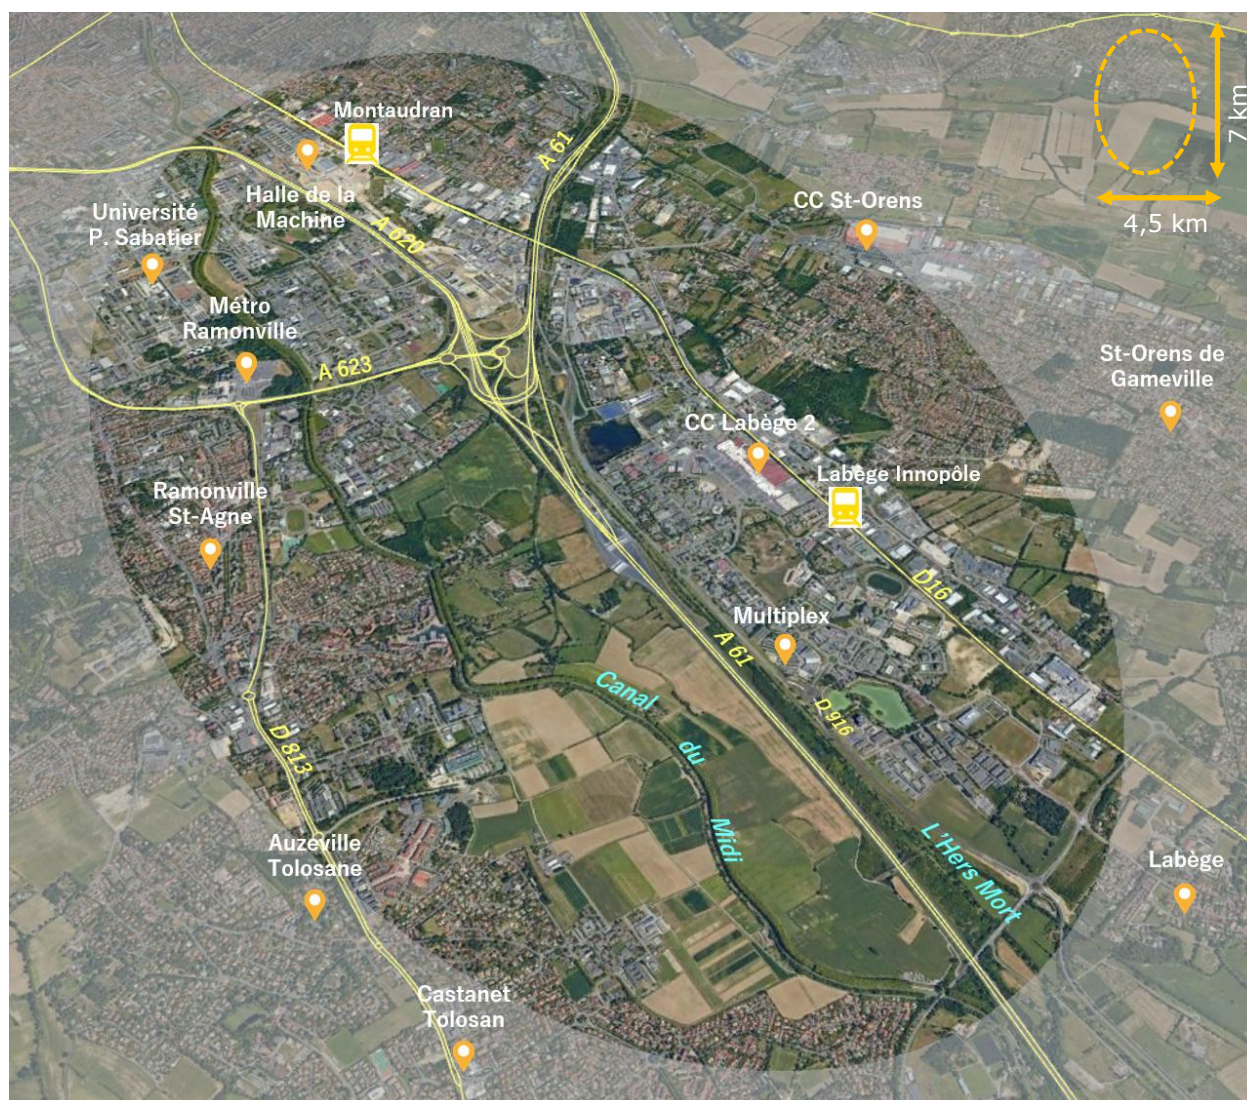 Montaudran
A 61
7 km
Halle de la
Machine
CC St-Orens
Université
P. Sabatier
A 620
4,5 km
Métro
Ramonville
A 623
St-Orens de
Gameville
CC Labège 2
Labège Innopôle
Ramonville
St-Agne
D16
Multiplex
A 61
Canal
du
Midi
D 916
D 813
Auzeville
Tolosane
L'Hers Mort
Labège
Castanet
Tolosan